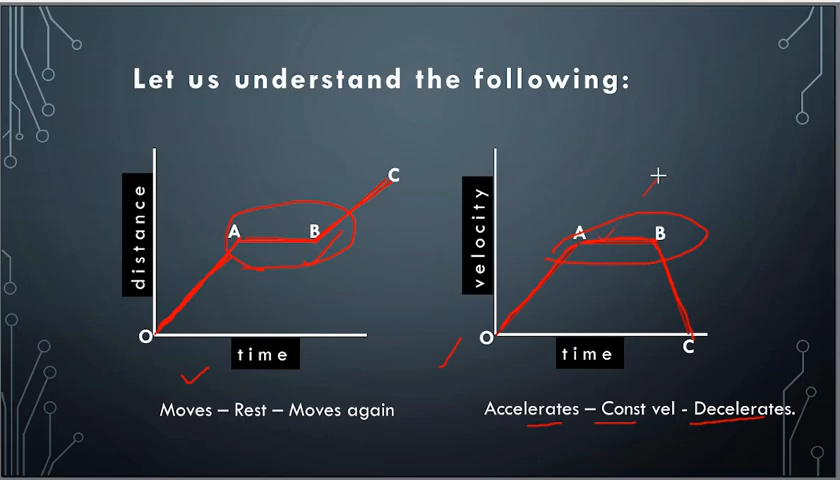 Let us understand the following:
distance
O
A
B
C
time
Moves – Rest – Moves again
velocity
O
A
B
C
time
Accelerates – Const vel - Decelerates.